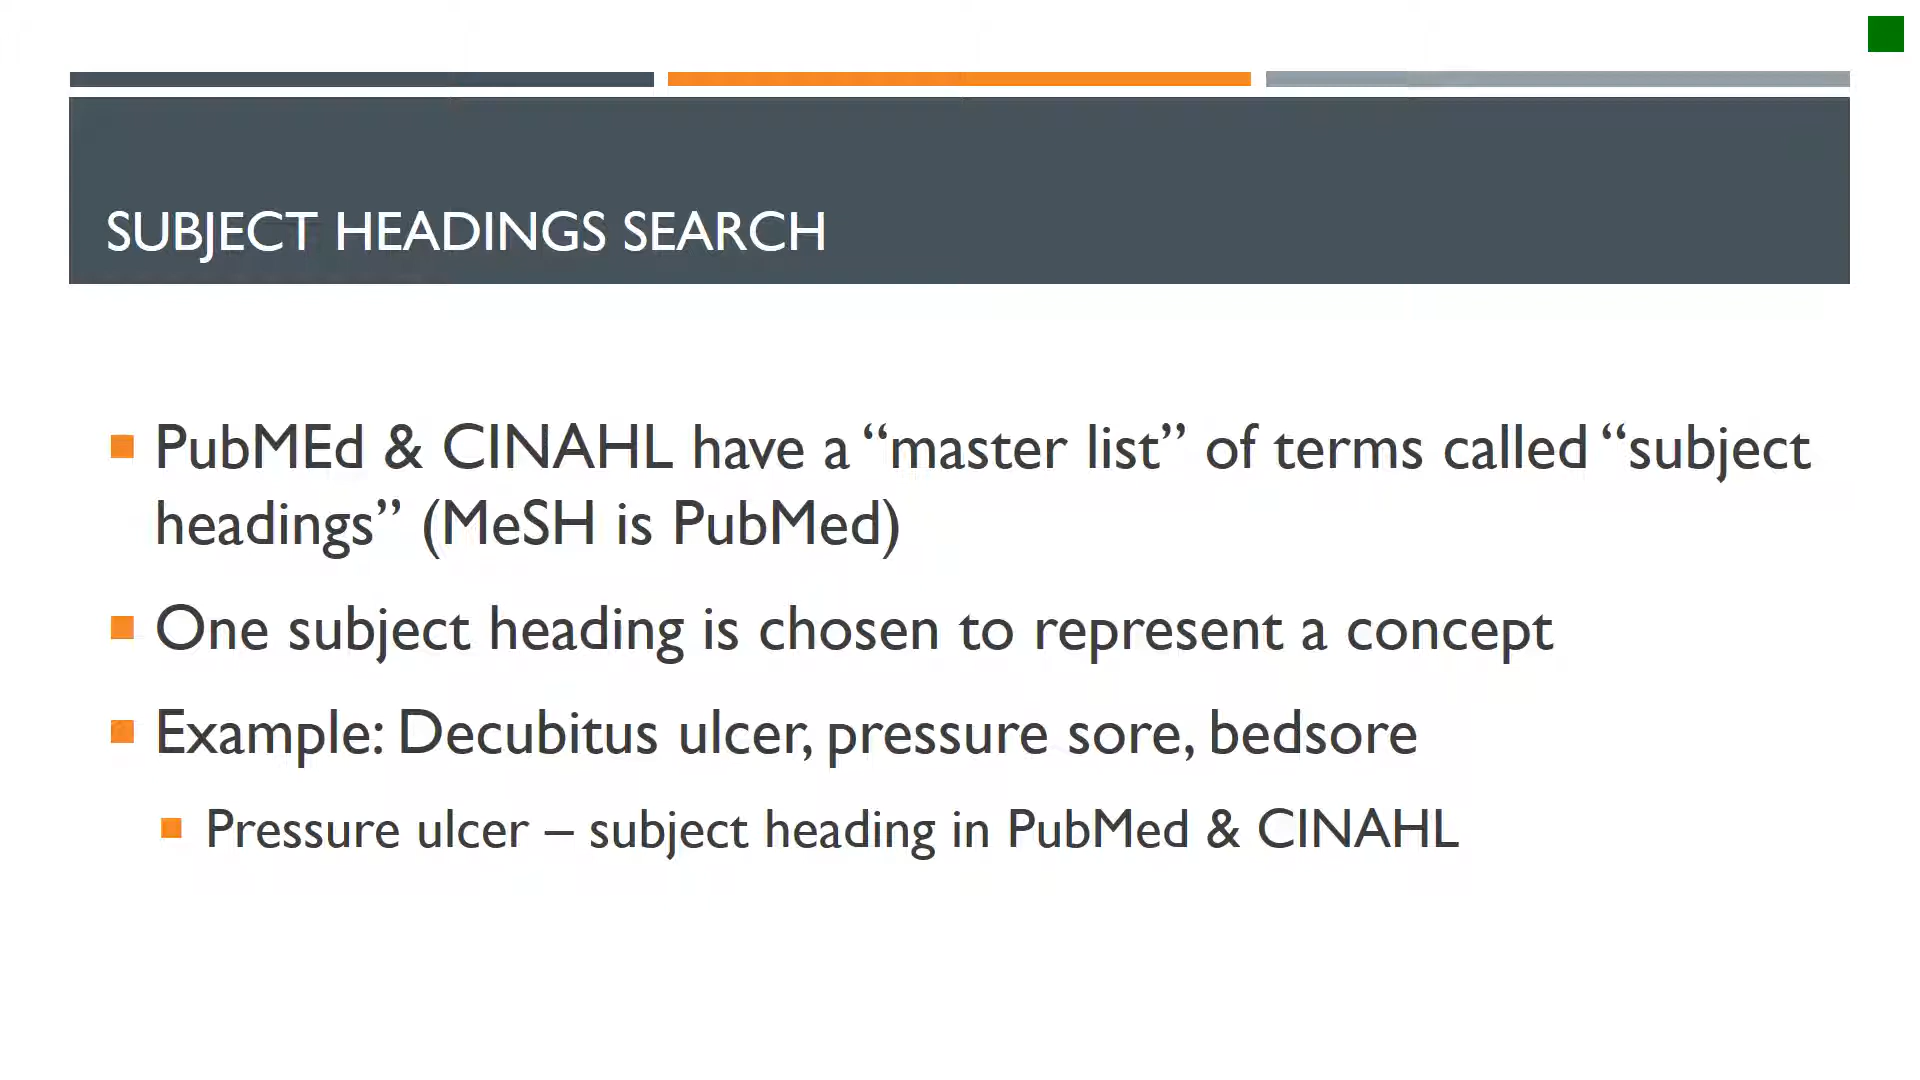 SUBJECT HEADINGS SEARCH
PubMEd & CINAHL have a “master list” of terms called “subject
headings” (MeSH is PubMed)
One subject heading is chosen to represent a concept
Example: Decubitus ulcer, pressure sore, bedsore
Pressure ulcer – subject heading in PubMed & CINAHL